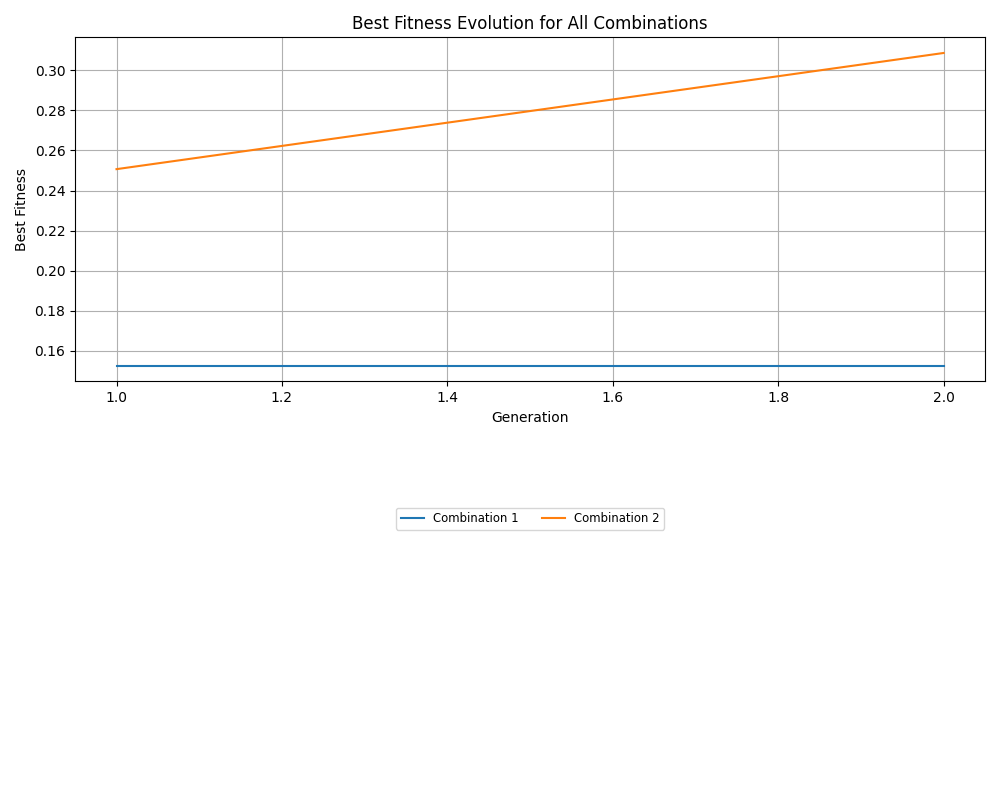 Best Fitness Evolution for All Combinations
0.30
0.28
0.26
0.24
0.22
0.20
0.18
0.16
Best Fitness
1.0 1.2 1.4 1.6 1.8 2.0
Generation
Combination 1 Combination 2